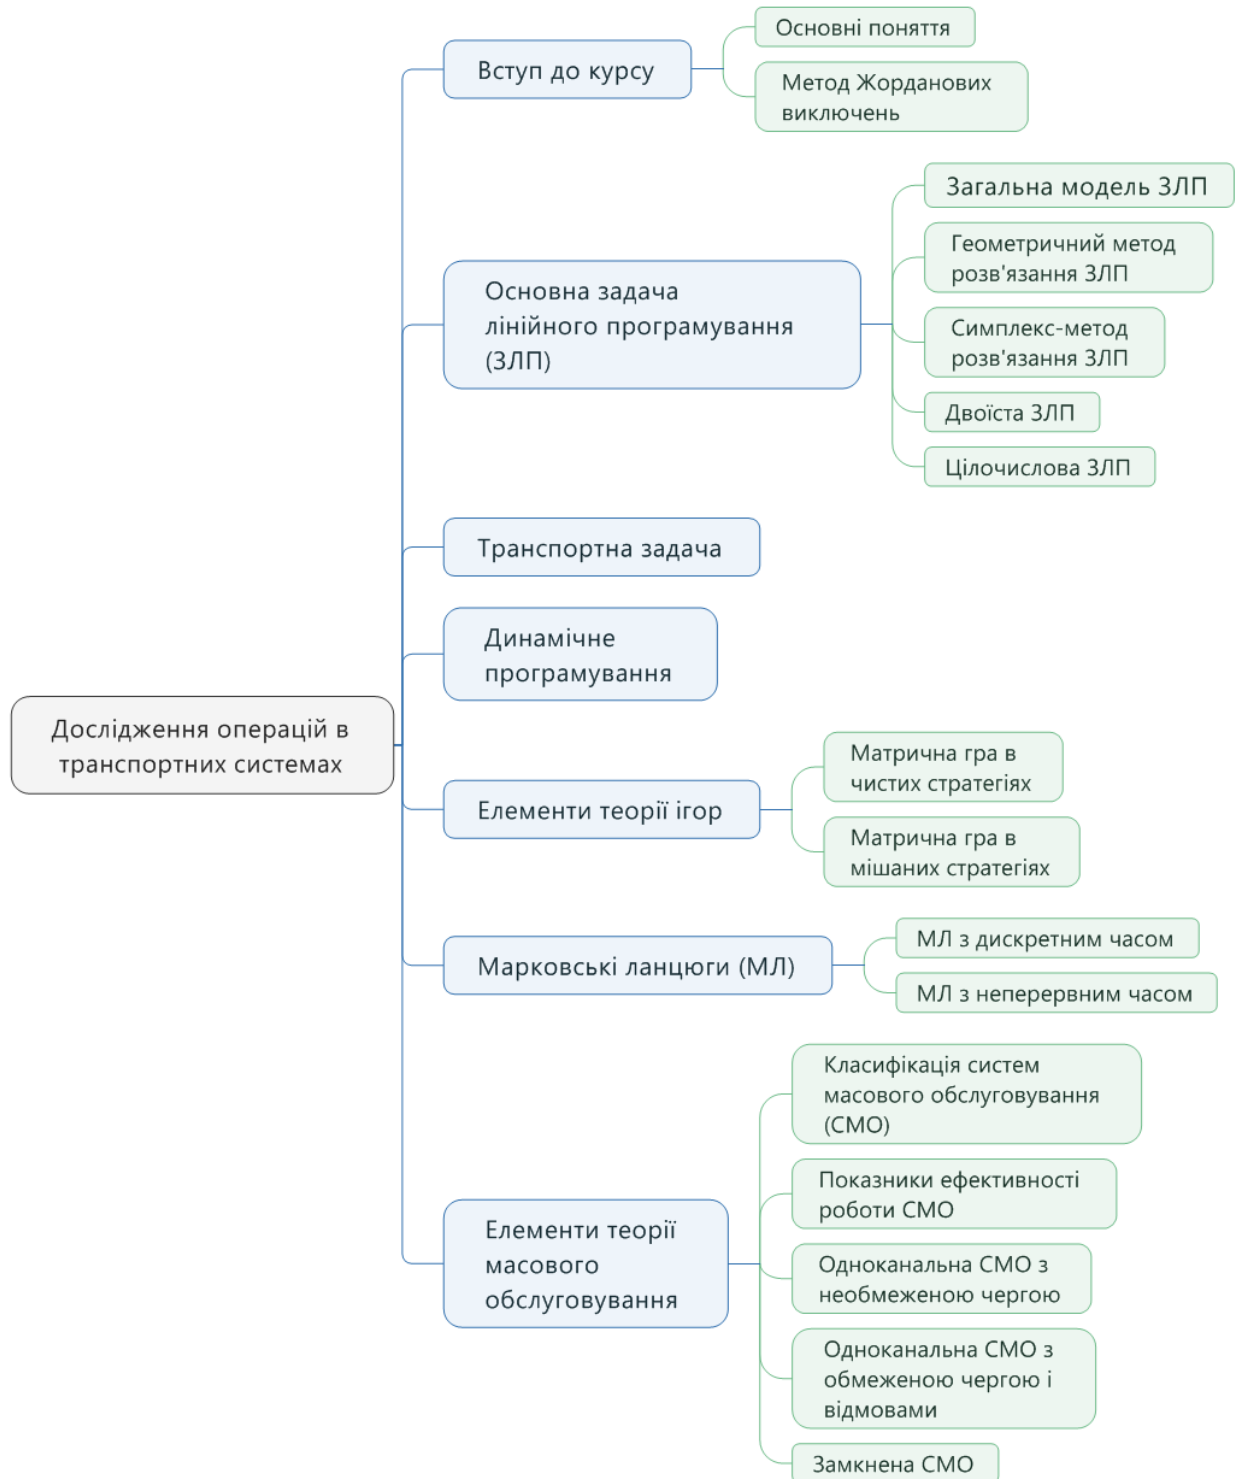 Основні поняття
Вступ до курсу
Метод Жорданових
виключень
Загальна модель ЗЛП
Геометричний метод
розв'язання ЗЛП
Основна задача
лінійного програмування
(ЗЛП)
Симплекс-метод
розв'язання ЗЛП
Двоїста ЗЛП
Цілочислова ЗЛП
Транспортна задача
Динамічне
програмування
Дослідження операцій в
транспортних системах
Матрична гра в
чистих стратегіях
Елементи теорії ігор
Матрична гра в
мішаних стратегіях
МЛ з дискретним часом
Марковські ланцюги (МЛ)
МЛ з неперервним часом
Класифікація систем
масового обслуговування
(СМО)
Показники ефективності
роботи СМО
Елементи теорії
масового
обслуговування
Одноканальна СМО з
необмеженою чергою
Одноканальна СМО з
обмеженою чергою і
відмовами
Замкнена СМО